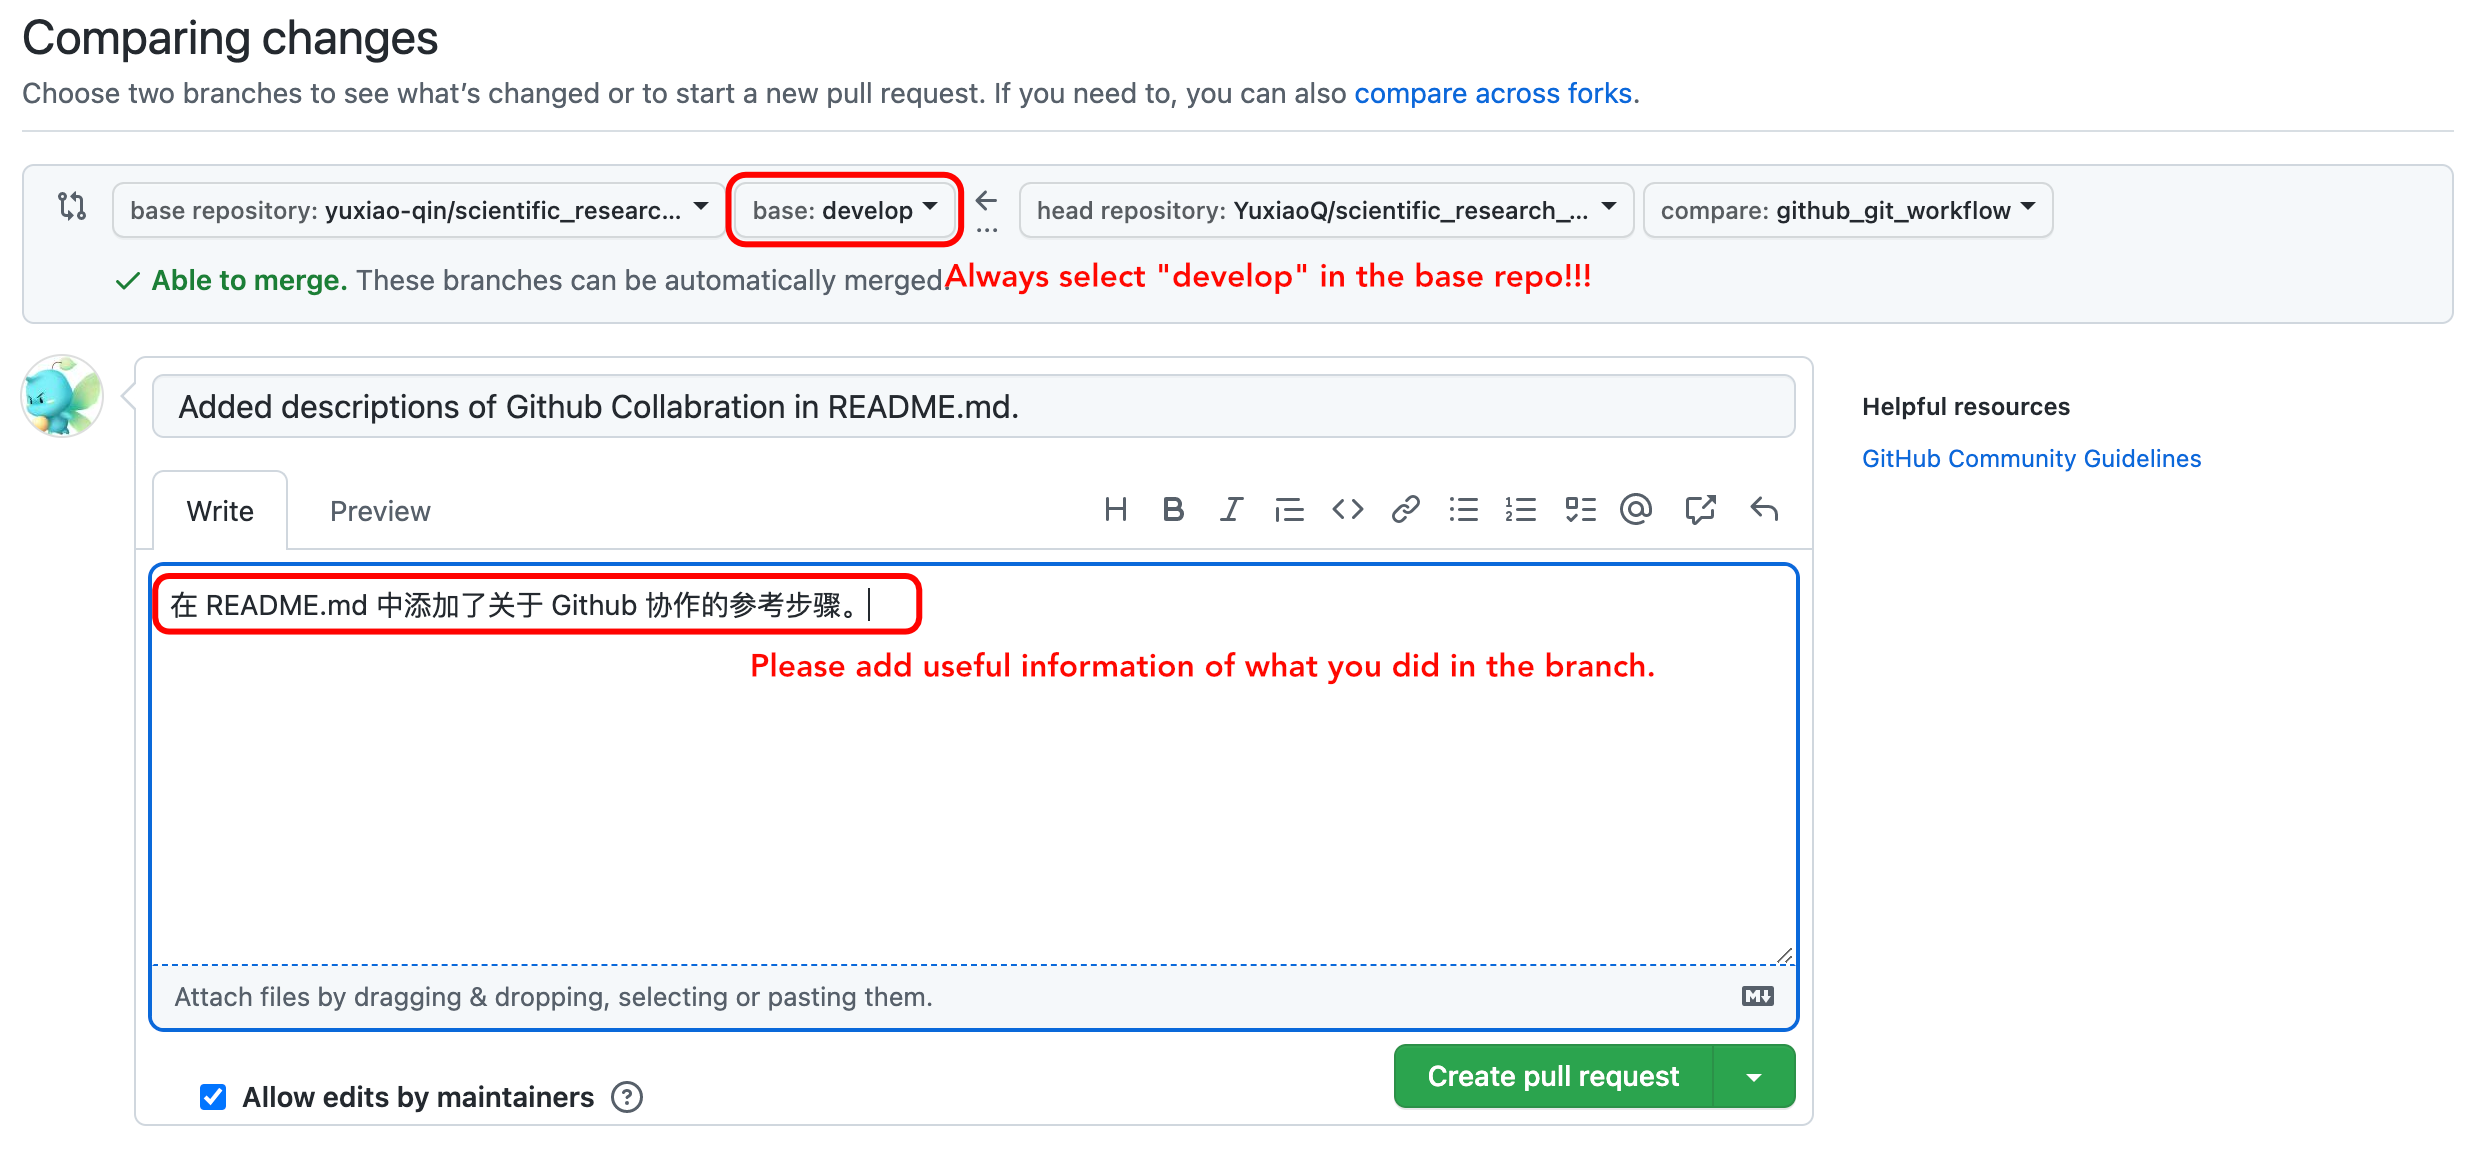 Comparing changes
Choose two branches to see what's changed or to start a new pull request. If you need to, you can also compare across forks.
base repository: yuxiao-qin/scientific_researc... base: develop ... head repository: YuxiaoQ/scientific_research_... compare: github_git_workflow
Able to merge. These branches can be automatically merged.
Always select "develop" in the base repo!!!
Added descriptions of Github Collabration in README.md.
Helpful resources
GitHub Community Guidelines
Write Preview
在 README.md 中添加了关于 Github 协作的参考步骤。
Please add useful information of what you did in the branch.
Attach files by dragging & dropping, selecting or pasting them.
Allow edits by maintainers
Create pull request